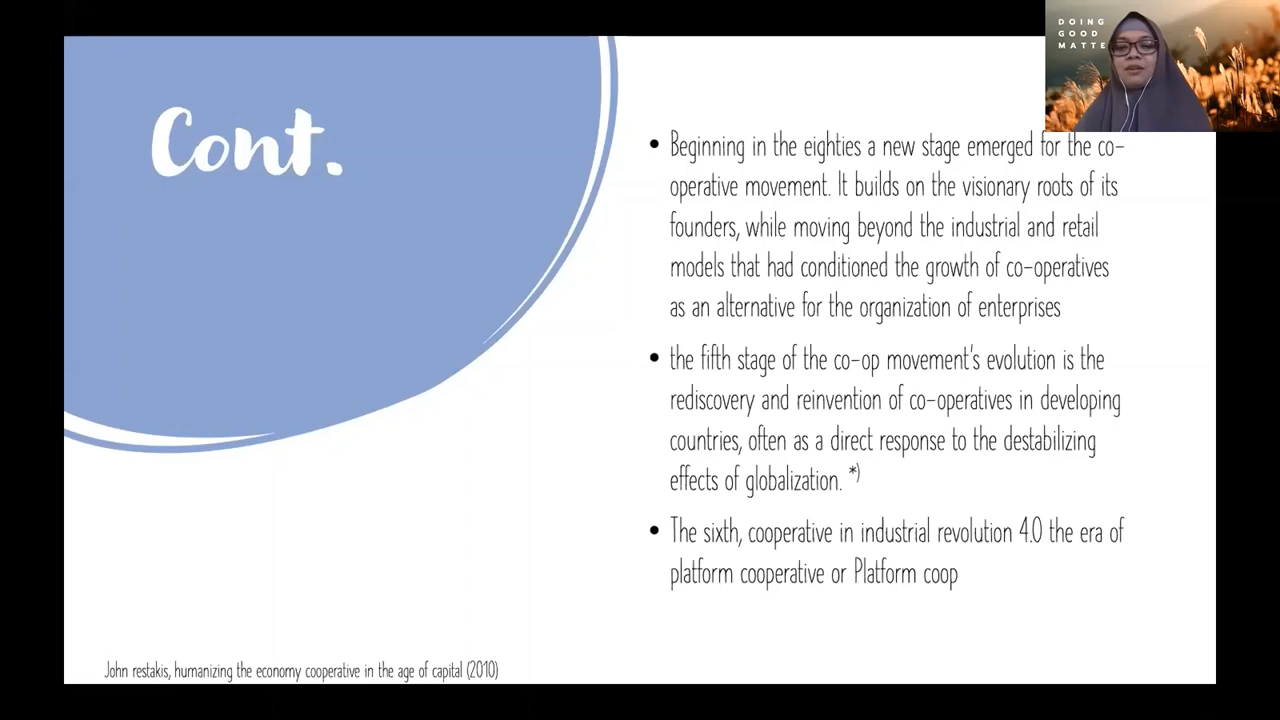 Cont.
• Beginning in the eighties a new stage emerged for the co-
operative movement. It builds on the visionary roots of its
founders, while moving beyond the industrial and retail
models that had conditioned the growth of co-operatives
as an alternative for the organization of enterprises
• the fifth stage of the co-op movement's evolution is the
rediscovery and reinvention of co-operatives in developing
countries, often as a direct response to the destabilizing
effects of globalization. *)
• The sixth, cooperative in industrial revolution 4.0 the era of
platform cooperative or Platform coop
John restakis, humanizing the economy cooperative in the age of capital (2010)
DOING
GOOD
MATTE